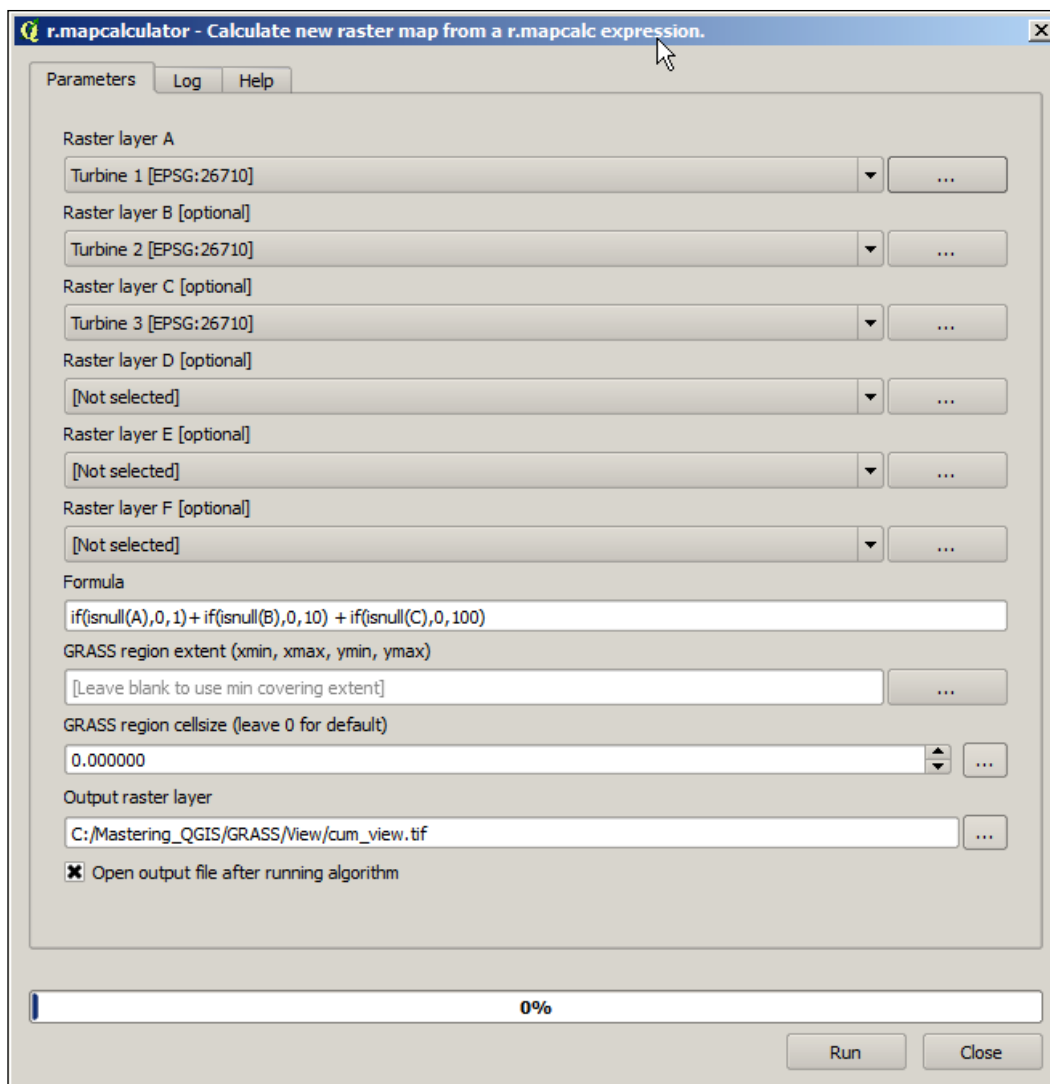 r.mapcalculator - Calculate new raster map from a r.mapcalc expression.
Parameters Log Help
Raster layer A
Turbine 1 [EPSG:26710] ...
Raster layer B [optional]
Turbine 2 [EPSG:26710] ...
Raster layer C [optional]
Turbine 3 [EPSG:26710] ...
Raster layer D [optional]
[Not selected] ...
Raster layer E [optional]
[Not selected] ...
Raster layer F [optional]
[Not selected] ...
Formula
if(isnull(A),0,1)+ if(isnull(B),0,10) + if(isnull(C),0,100)
GRASS region extent (xmin, xmax, ymin, ymax)
[Leave blank to use min covering extent] ...
GRASS region cellsize (leave 0 for default)
0.000000 ...
Output raster layer
C:/Mastering_QGIS/GRASS/View/cum_view.tif ...
Open output file after running algorithm
0%
Run Close